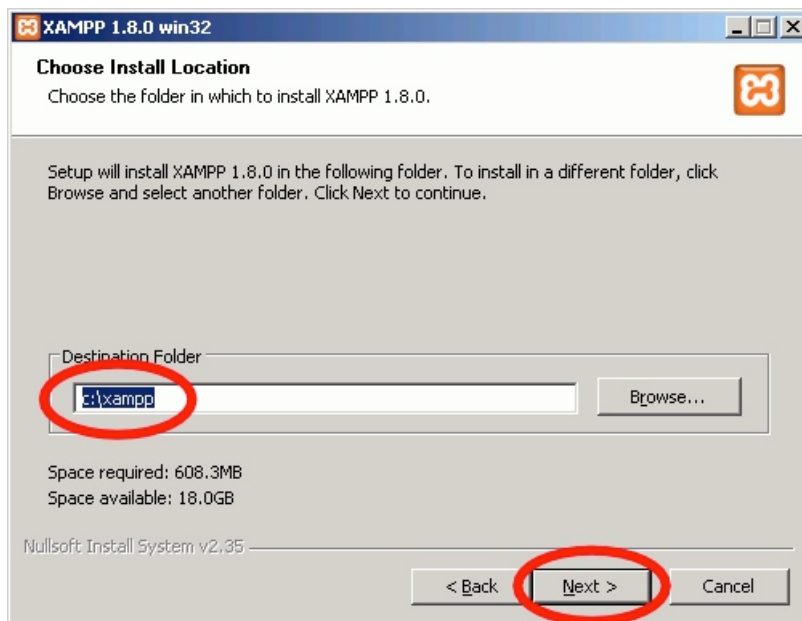 XAMPP 1.8.0 win32
Choose Install Location
Choose the folder in which to install XAMPP 1.8.0.
Setup will install XAMPP 1.8.0 in the following folder. To install in a different folder, click
Browse and select another folder. Click Next to continue.
Destination Folder
c:\xampp
Browse...
Space required: 608.3MB
Space available: 18.0GB
Nullsoft Install System v2.35
< Back
Next >
Cancel